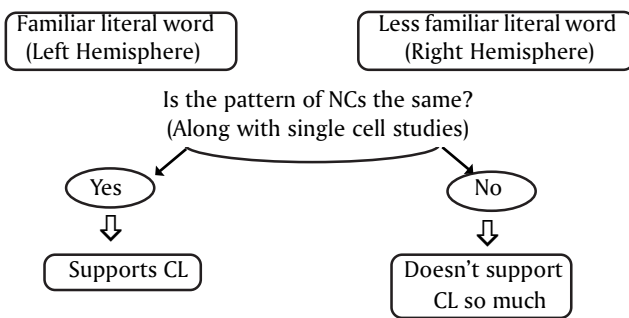 Familiar literal word
(Left Hemisphere)
Less familiar literal word
(Right Hemisphere)
Is the pattern of NCs the same?
(Along with single cell studies)
Yes
No
Supports CL
Doesn't support
CL so much